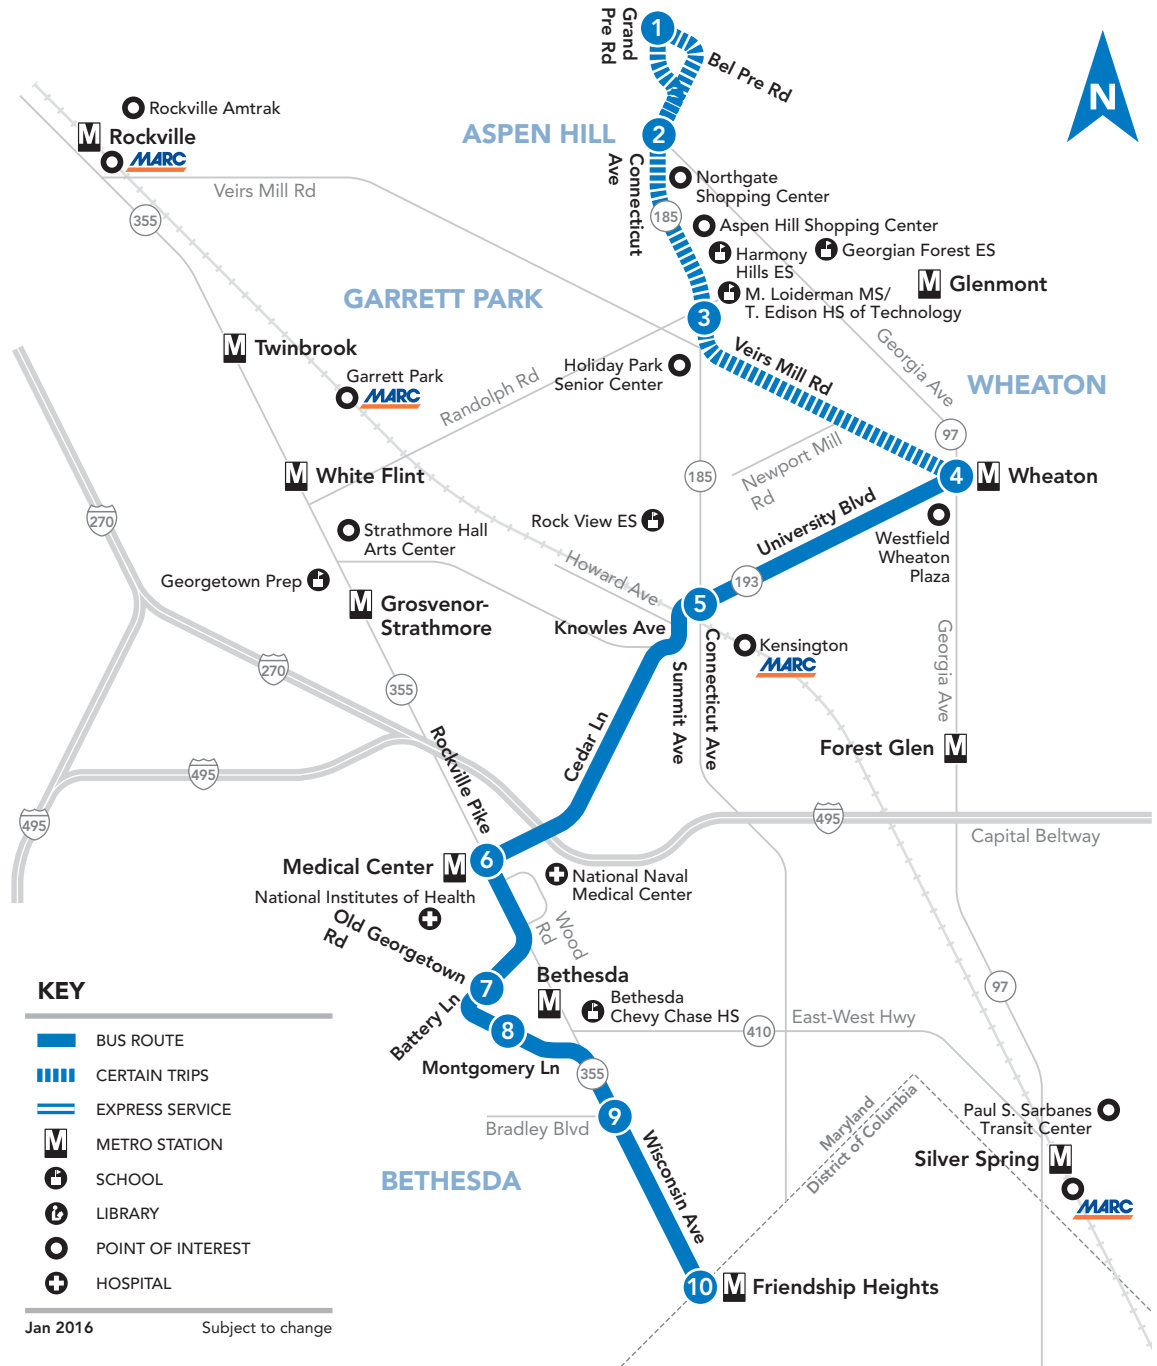 1
Grand
Pre Rd
Bel Pre Rd
N
Rockville Amtrak
M Rockville
MARC
ASPEN HILL
2
Connecticut
Ave
Northgate
Shopping Center
Veirs Mill Rd
355
185
Aspen Hill Shopping Center
Harmony
Hills ES
Georgian Forest ES
M Glenmont
GARRETT PARK
M. Loiderman MS/
T. Edison HS of Technology
3
M Twinbrook
Veirs Mill Rd
Georgia Ave
Holiday Park
Senior Center
WHEATON
Garrett Park
MARC
Randolph Rd
97
Newport Mill
Rd
M White Flint
185
4
M Wheaton
University Blvd
270
Rock View ES
Strathmore Hall
Arts Center
Westfield
Wheaton
Plaza
Howard Ave
Georgetown Prep
193
M Grosvenor-
Strathmore
5
Knowles Ave
Kensington
MARC
Connecticut Ave
Summit Ave
Georgia Ave
270
355
Cedar Ln
Rockville Pike
Forest Glen M
495
495
495
Capital Beltway
6
Medical Center M
National Naval
Medical Center
National Institutes of Health
Old Georgetown
Rd
Wood
Rd
7
Bethesda
M
Bethesda
Chevy Chase HS
Battery Ln
8
410
East-West Hwy
97
Montgomery Ln
355
9
Bradley Blvd
Maryland
District of Columbia
Paul S. Sarbanes
Transit Center
Silver Spring M
MARC
Wisconsin Ave
BETHESDA
10
M Friendship Heights
KEY
BUS ROUTE
CERTAIN TRIPS
EXPRESS SERVICE
M METRO STATION
SCHOOL
LIBRARY
POINT OF INTEREST
HOSPITAL
Jan 2016
Subject to change